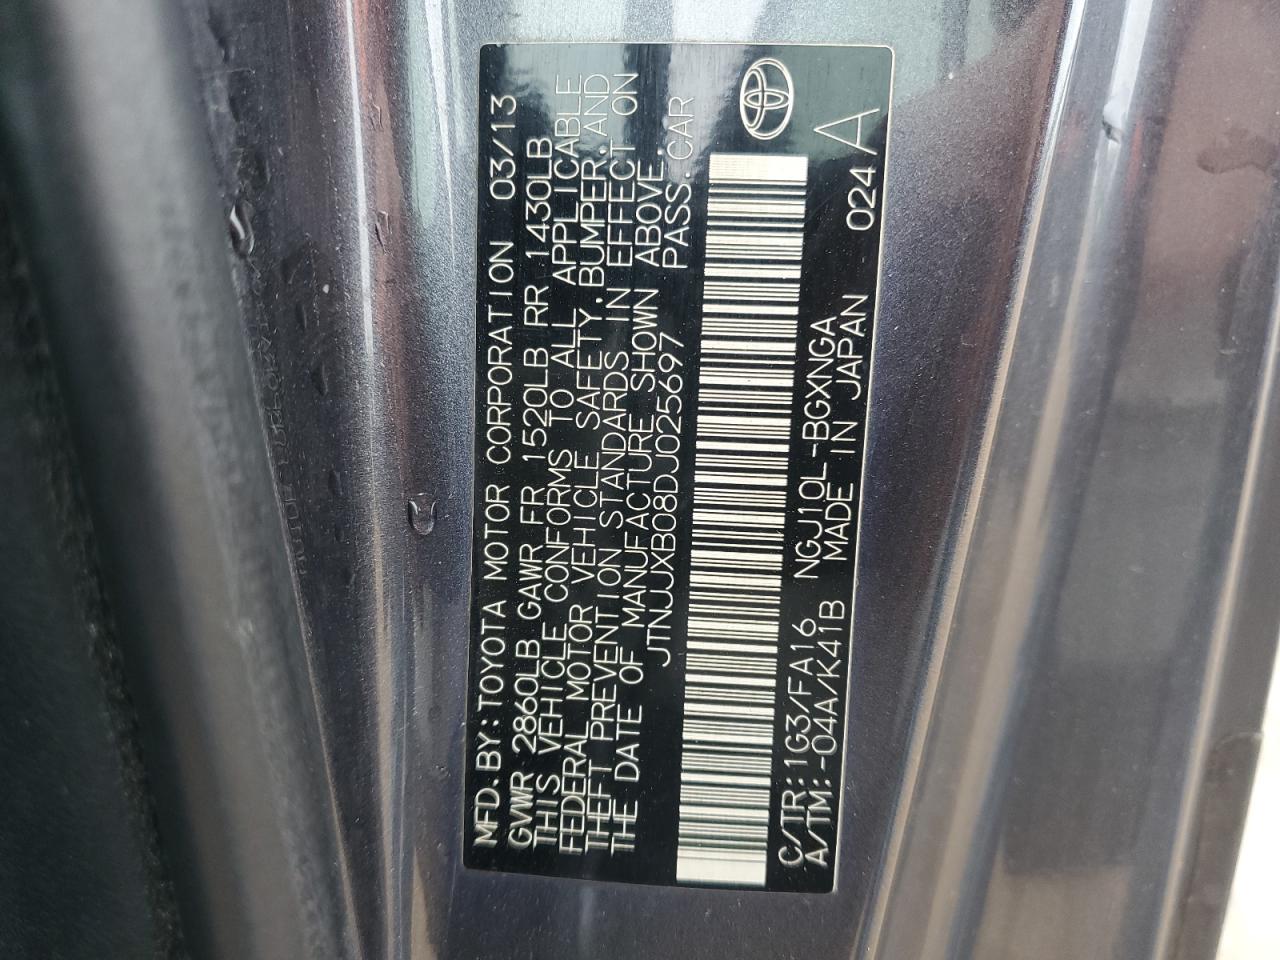 MFD.BY:TOYOTA MOTOR CORPORATION 03/13
GVWR 2860LB GAWR FR 1520LB RR 1430LB
THIS VEHICLE CONFORMS TO ALL APPLICABLE
FEDERAL MOTOR VEHICLE SAFETY,BUMPER,AND
THEFT PREVENTION STANDARDS IN EFFECT ON
THE DATE OF MANUFACTURE SHOWN ABOVE.
JTNJJXB08DJ025697 PASS.CAR
C/TR:1G3/FA16 NGJ10L-BGXNGA
A/TM:-04A/K41B MADE IN JAPAN 024 A